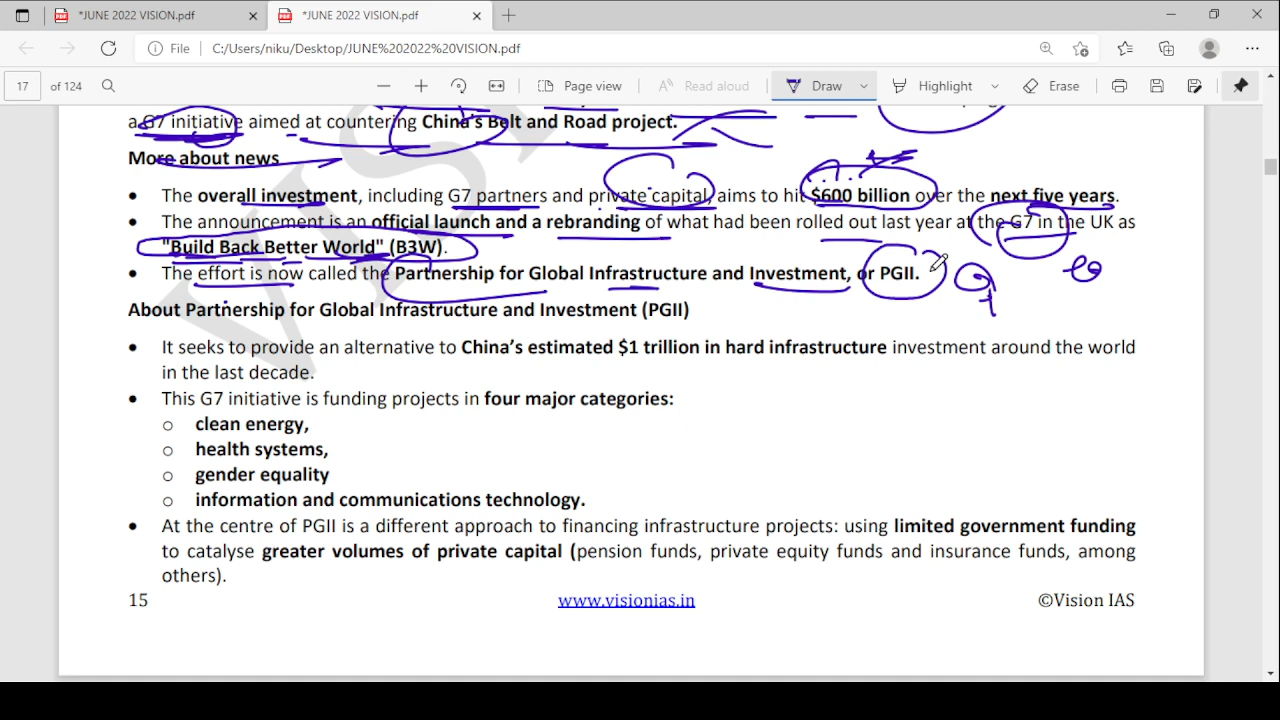 *JUNE 2022 VISION.pdf
*JUNE 2022 VISION.pdf
File C:/Users/niku/Desktop/JUNE%202022%20VISION.pdf
17 of 124 Page view Read aloud Draw Highlight Erase
a G7 initiative aimed at countering China's Belt and Road project.
More about news
• The overall investment, including G7 partners and private capital, aims to hit $600 billion over the next five years.
• The announcement is an official launch and a rebranding of what had been rolled out last year at the G7 in the UK as
"Build Back Better World" (B3W).
• The effort is now called the Partnership for Global Infrastructure and Investment, or PGII.
About Partnership for Global Infrastructure and Investment (PGII)
• It seeks to provide an alternative to China's estimated $1 trillion in hard infrastructure investment around the world
in the last decade.
• This G7 initiative is funding projects in four major categories:
o clean energy,
o health systems,
o gender equality
o information and communications technology.
• At the centre of PGII is a different approach to financing infrastructure projects: using limited government funding
to catalyse greater volumes of private capital (pension funds, private equity funds and insurance funds, among
others).
15 www.visionias.in ©Vision IAS